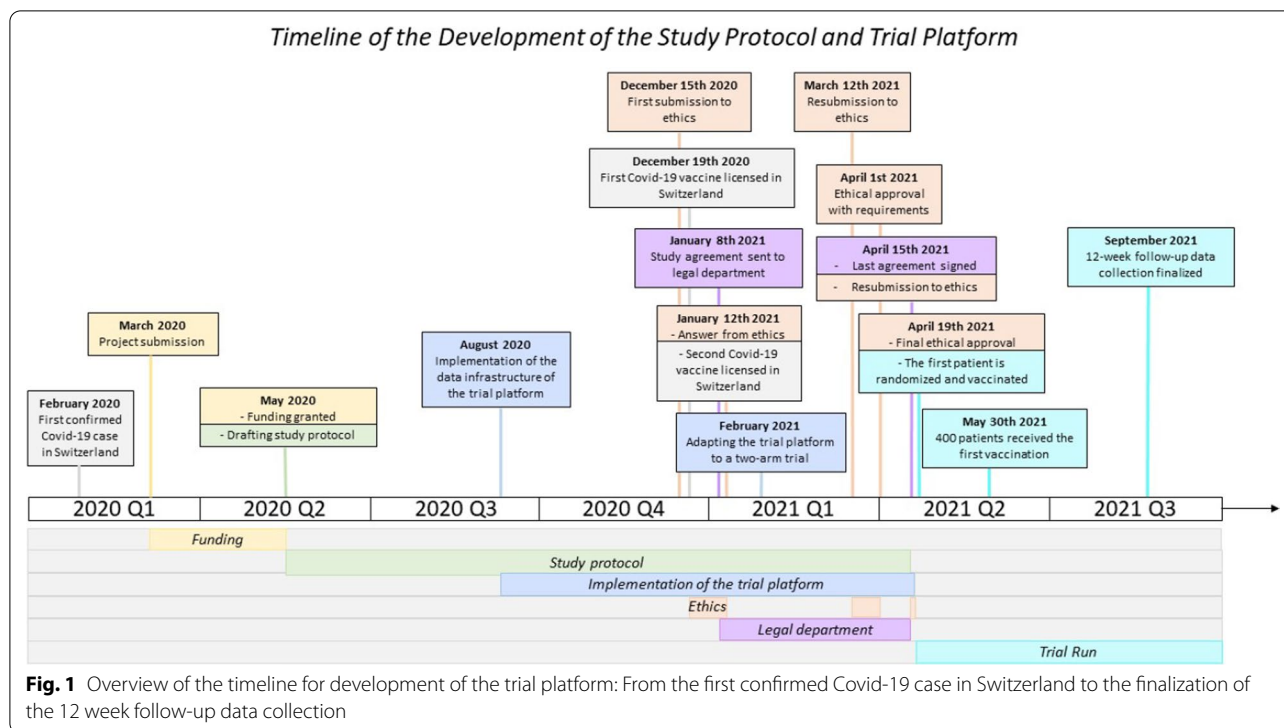 Timeline of the Development of the Study Protocol and Trial Platform
December 15th 2020
First submission to
ethics
March 12th 2021
Resubmission to
ethics
December 19th 2020
First Covid-19 vaccine licensed in
Switzerland
April 1st 2021
Ethical approval
with requirements
January 8th 2021
Study agreement sent to
legal department
April 15th 2021
- Last agreement signed
- Resubmission to ethics
September 2021
12-week follow-up data
collection finalized
March 2020
Project submission
August 2020
Implementation of the
data infrastructure of
the trial platform
January 12th 2021
- Answer from ethics
- Second Covid-19
vaccine licensed in
Switzerland
April 19th 2021
- Final ethical approval
- The first patient is
randomized and vaccinated
February 2020
First confirmed
Covid-19 case
in Switzerland
May 2020
- Funding granted
- Drafting study protocol
February 2021
Adapting the trial platform
to a two-arm trial
May 30th 2021
400 patients received the
first vaccination
2020 Q1
2020 Q2
2020 Q3
2020 Q4
2021 Q1
2021 Q2
2021 Q3
Funding
Study protocol
Implementation of the trial platform
Ethics
Legal department
Trial Run
Fig. 1 Overview of the timeline for development of the trial platform: From the first confirmed Covid-19 case in Switzerland to the finalization of
the 12 week follow-up data collection